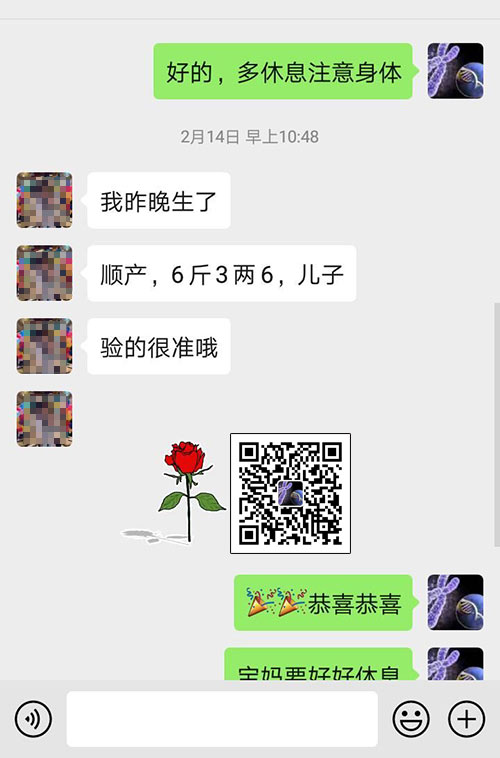 好的，多休息注意身体
2月14日 早上10:48
我昨晚生了
顺产，6斤3两6，儿子
验的很准哦
恭喜恭喜
宝妈要好好休息